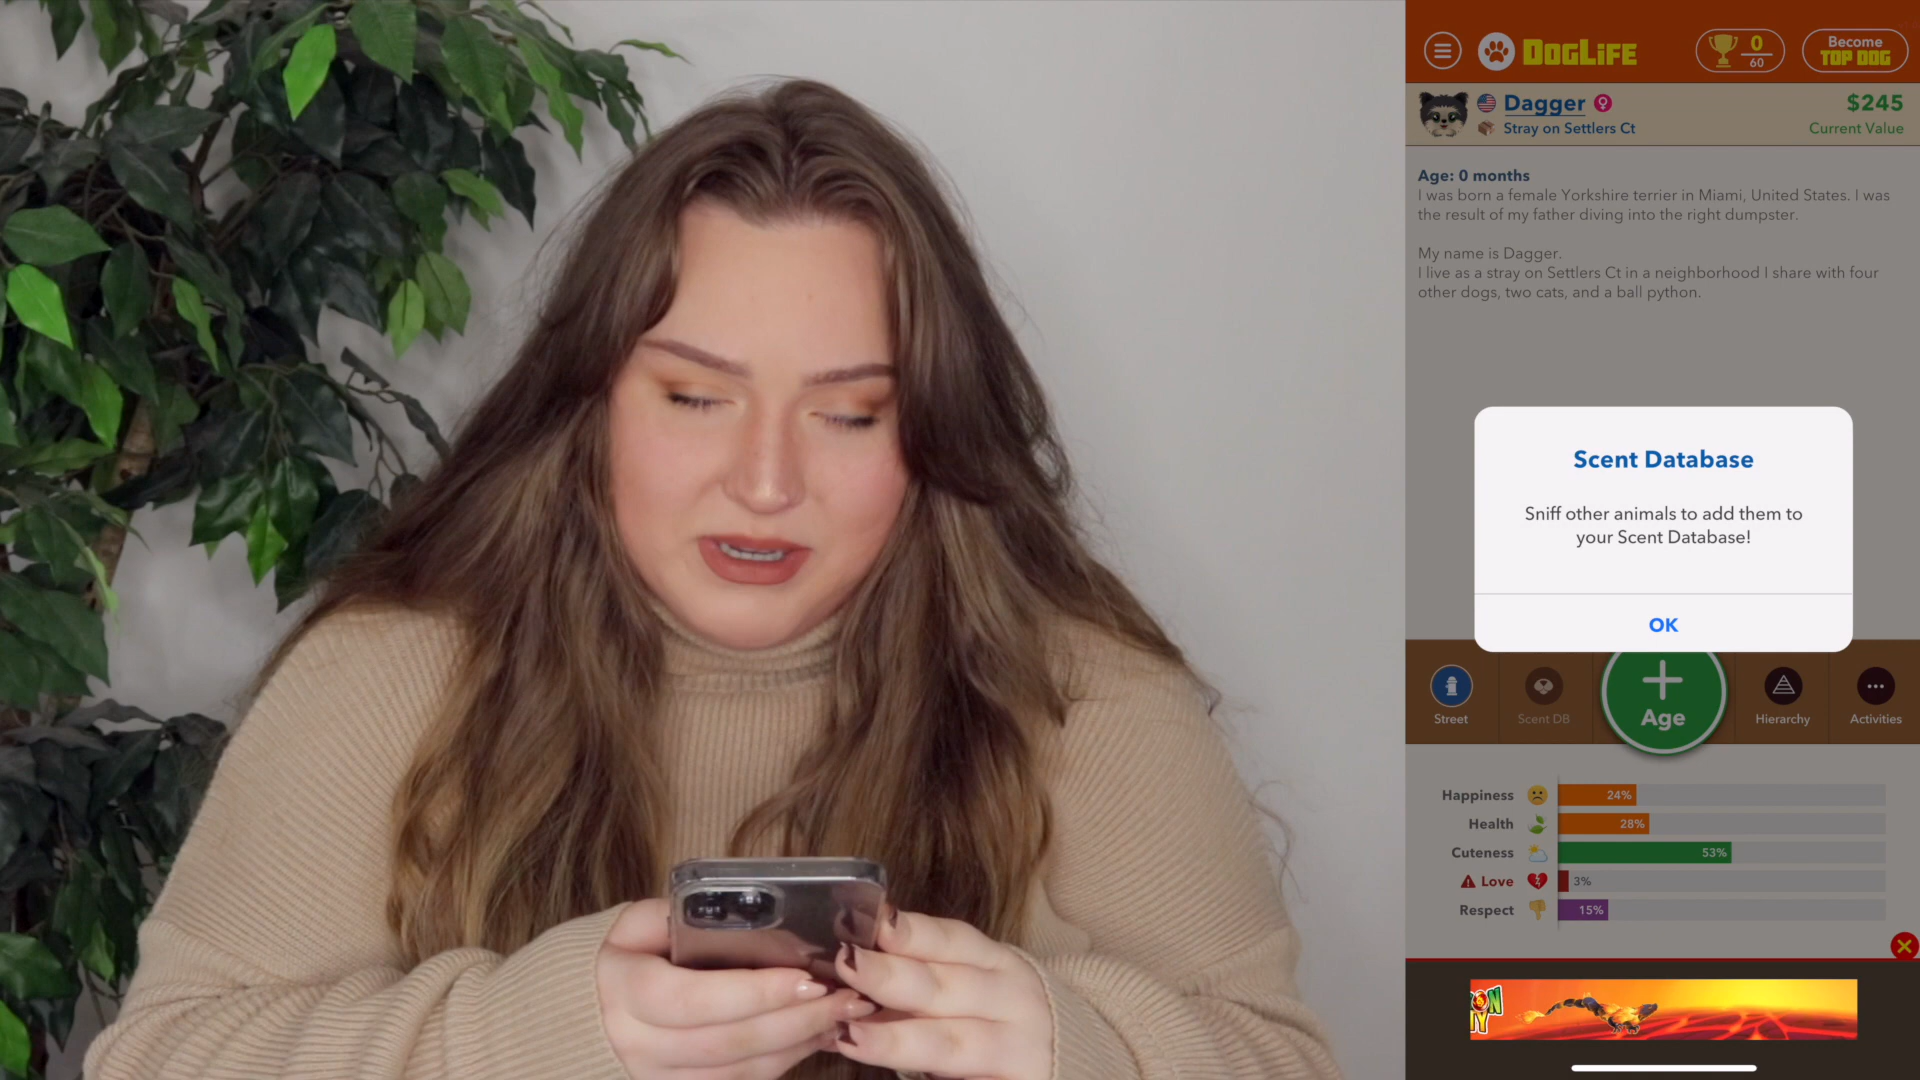 DOGLIFE
0
60
Become
TOP DOG
Dagger
$245
Stray on Settlers Ct
Current Value
Age: 0 months
I was born a female Yorkshire terrier in Miami, United States. I was
the result of my father diving into the right dumpster.
My name is Dagger.
I live as a stray on Settlers Ct in a neighborhood I share with four
other dogs, two cats, and a ball python.
Scent Database
Sniff other animals to add them to
your Scent Database!
OK
Street
Scent DB
Age
Hierarchy
Activities
Happiness
24%
Health
28%
Cuteness
53%
Love
3%
Respect
15%